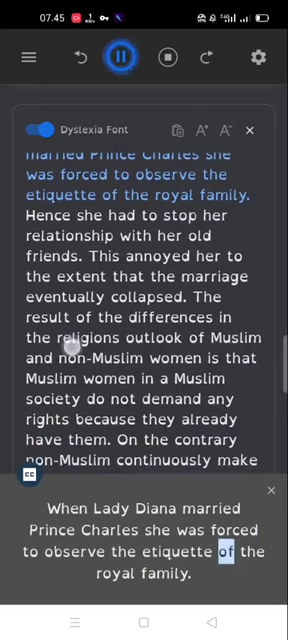 07.45
Dyslexia Font
A+ A-
married Prince Charles she
was forced to observe the
etiquette of the royal family.
Hence she had to stop her
relationship with her old
friends. This annoyed her to
the extent that the marriage
eventually collapsed. The
result of the differences in
the religions outlook of Muslim
and non-Muslim women is that
Muslim women in a Muslim
society do not demand any
rights because they already
have them. On the contrary
non-Muslim continuously make
CC
When Lady Diana married
Prince Charles she was forced
to observe the etiquette of the
royal family.